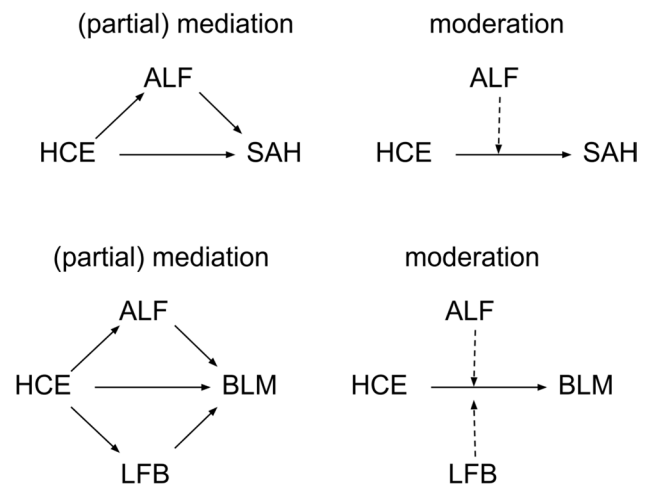 (partial) mediation
moderation
ALF
ALF
HCE
SAH
HCE
SAH
(partial) mediation
moderation
ALF
ALF
HCE
BLM
HCE
BLM
LFB
LFB